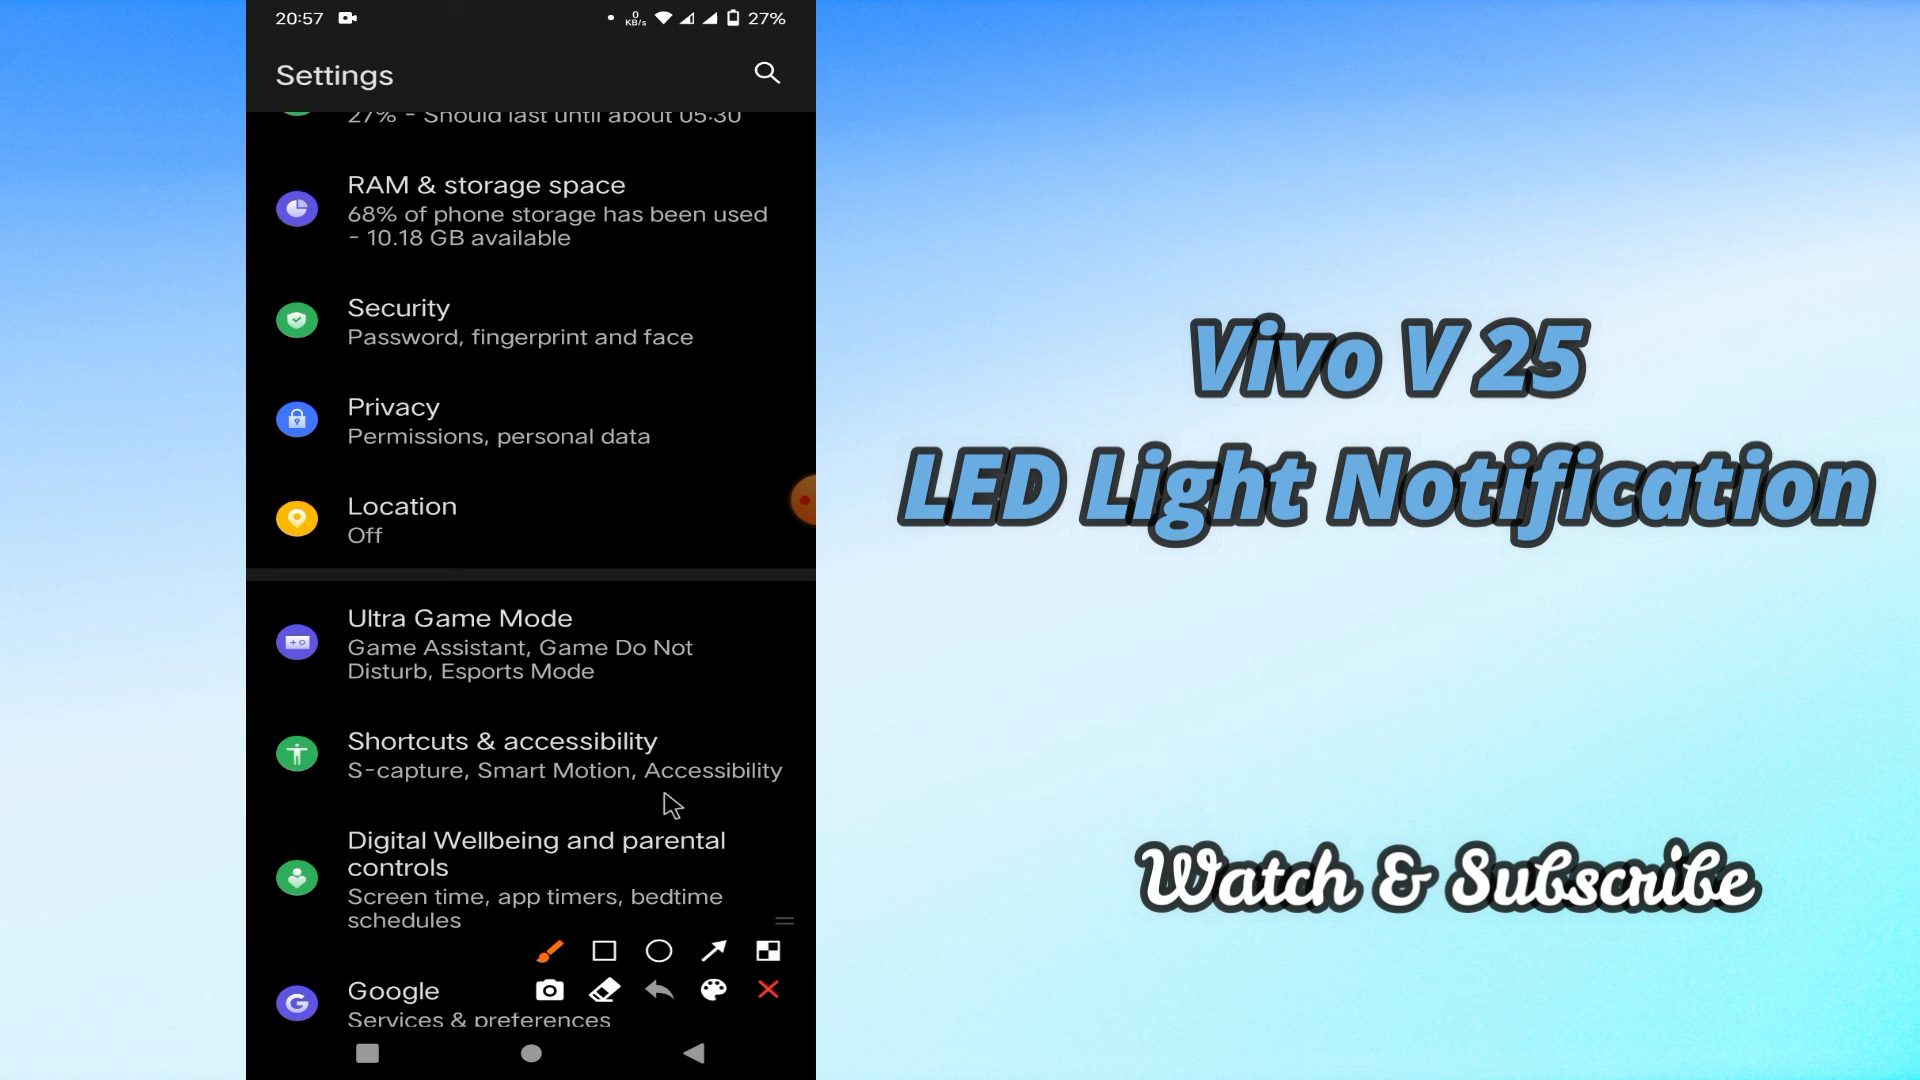 20:57
0 KB/s
27%
Settings
27% - Should last until about 05:30
RAM & storage space
68% of phone storage has been used
- 10.18 GB available
Security
Password, fingerprint and face
Privacy
Permissions, personal data
Location
Off
Ultra Game Mode
Game Assistant, Game Do Not
Disturb, Esports Mode
Shortcuts & accessibility
S-capture, Smart Motion, Accessibility
Digital Wellbeing and parental
controls
Screen time, app timers, bedtime
schedules
Google
Services & preferences
Vivo V 25
LED Light Notification
Watch & Subscribe